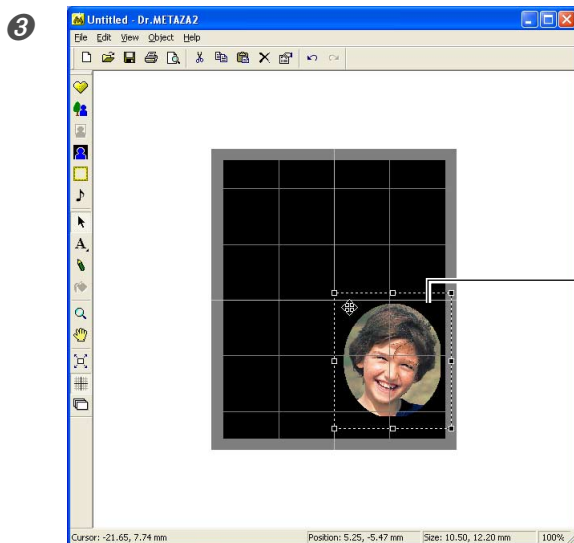 3
Untitled - Dr.METAZA2
File Edit View Object Help
A
Cursor: -21.65, 7.74 mm Position: 5.25, -5.47 mm Size: 10.50, 12.20 mm 100%